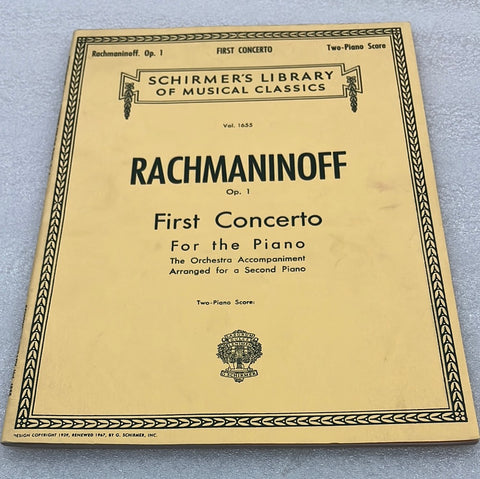 Rachmaninoff. Op. 1 FIRST CONCERTO Two-Piano Score
SCHIRMER'S LIBRARY
OF MUSICAL CLASSICS
Vol. 1655
RACHMANINOFF
Op. 1
First Concerto
For the Piano
The Orchestra Accompaniment
Arranged for a Second Piano
Two-Piano Score:
G. SCHIRMER
DESIGN COPYRIGHT 1939, RENEWED 1967, BY G. SCHIRMER, INC.